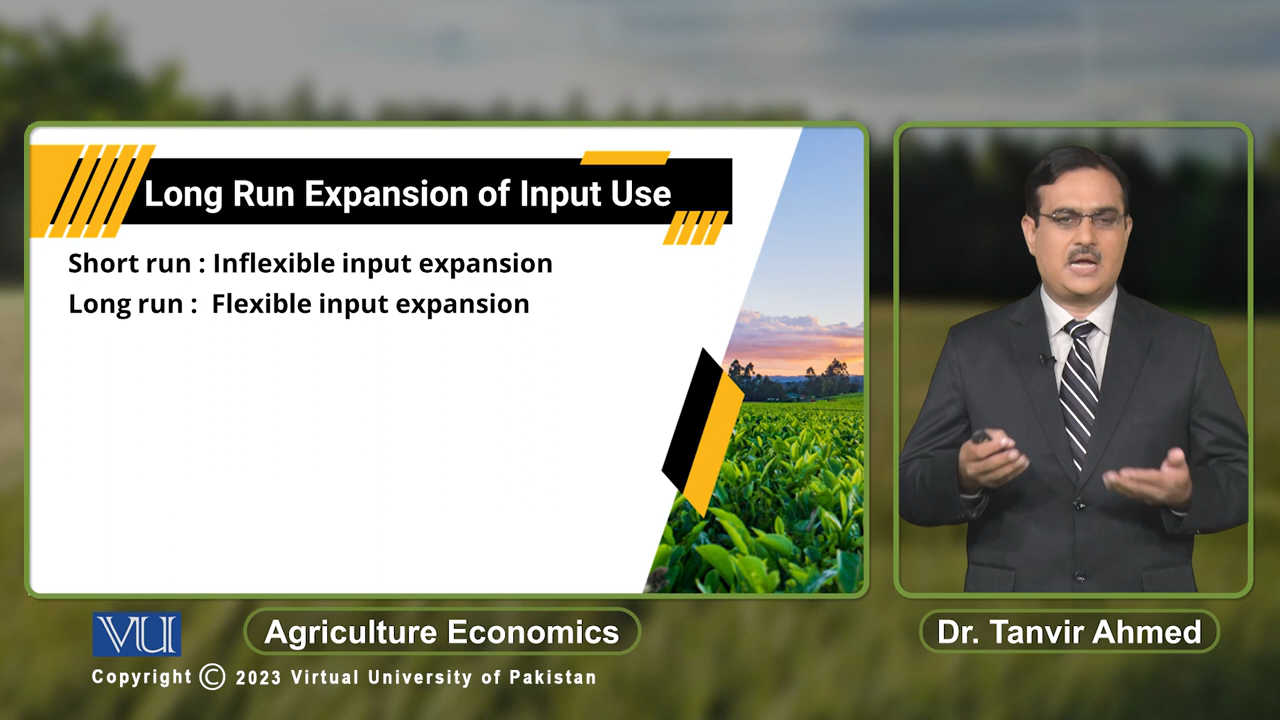 Long Run Expansion of Input Use
Short run : Inflexible input expansion
Long run : Flexible input expansion
VU
Agriculture Economics
Dr. Tanvir Ahmed
Copyright © 2023 Virtual University of Pakistan